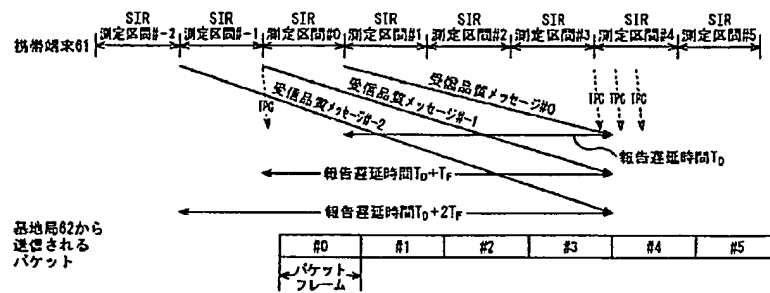 携帯端末61
SIR 測定区間#-2
SIR 測定区間#-1
SIR 測定区間#0
SIR 測定区間#1
SIR 測定区間#2
SIR 測定区間#3
SIR 測定区間#4
SIR 測定区間#5
TPC
受信品質メッセージ#-2
受信品質メッセージ#-1
受信品質メッセージ#0
TPC
TPC
TPC
報告遅延時間TD
報告遅延時間TD+TF
報告遅延時間TD+2TF
基地局62から
送信される
パケット
#0
#1
#2
#3
#4
#5
パケット
フレーム